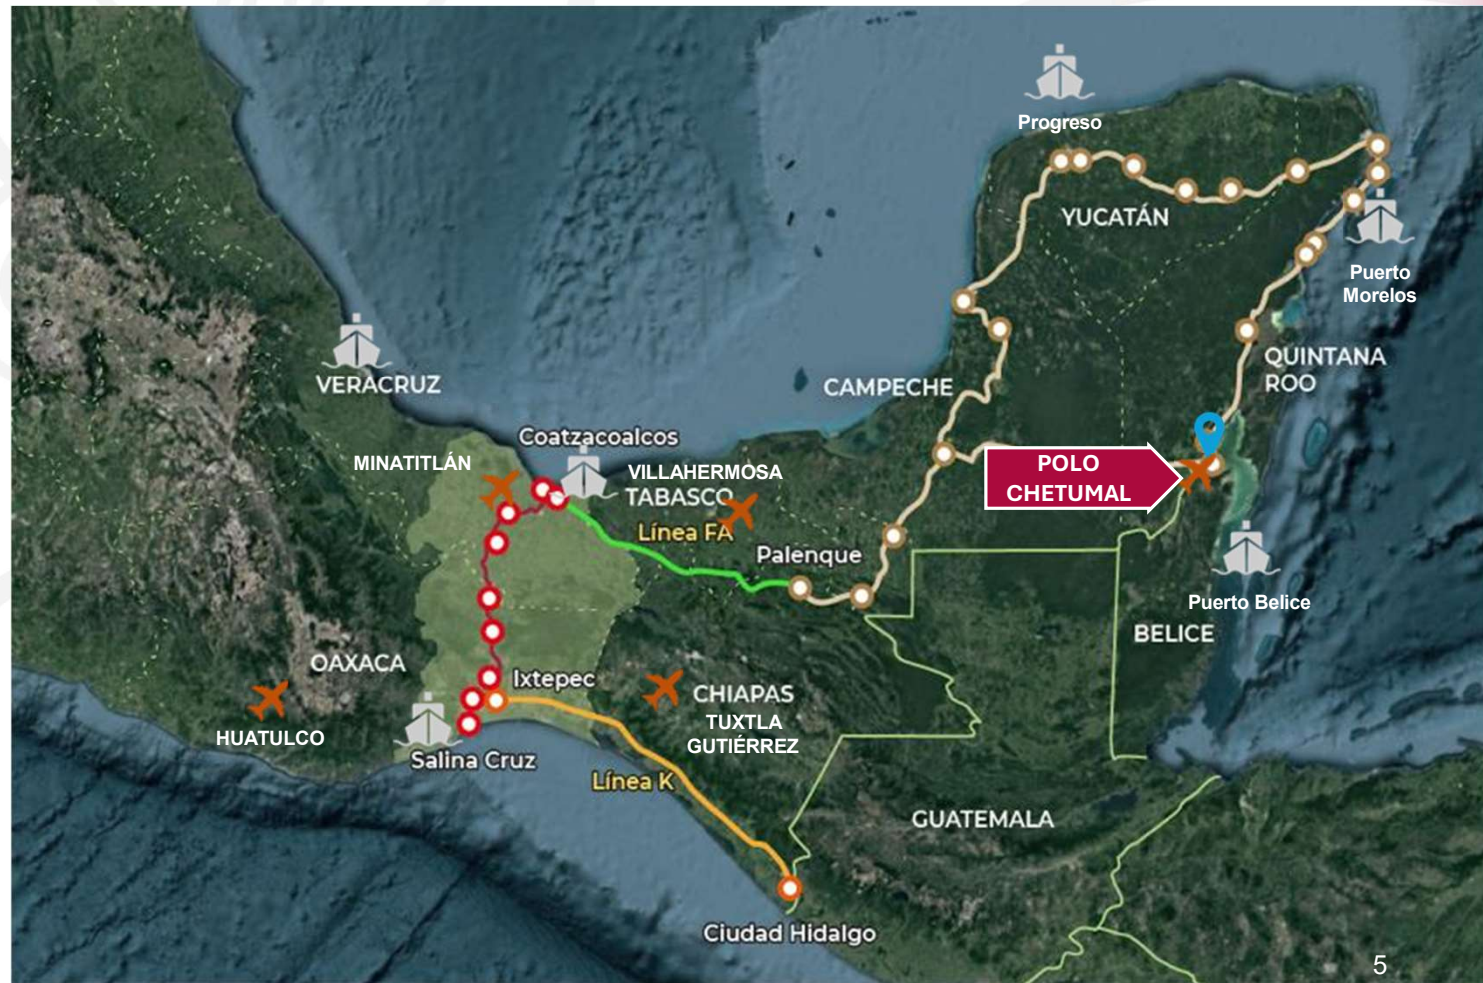 Progreso
YUCATÁN
Puerto
Morelos
QUINTANA
ROO
VERACRUZ
CAMPECHE
Coatzacoalcos
MINATITLÁN
VILLAHERMOSA
TABASCO
POLO
CHETUMAL
Línea FA
Palenque
Puerto Belice
BELICE
OAXACA
Ixtepec
CHIAPAS
TUXTLA
GUTIÉRREZ
HUATULCO
Salina Cruz
Línea K
GUATEMALA
Ciudad Hidalgo
5